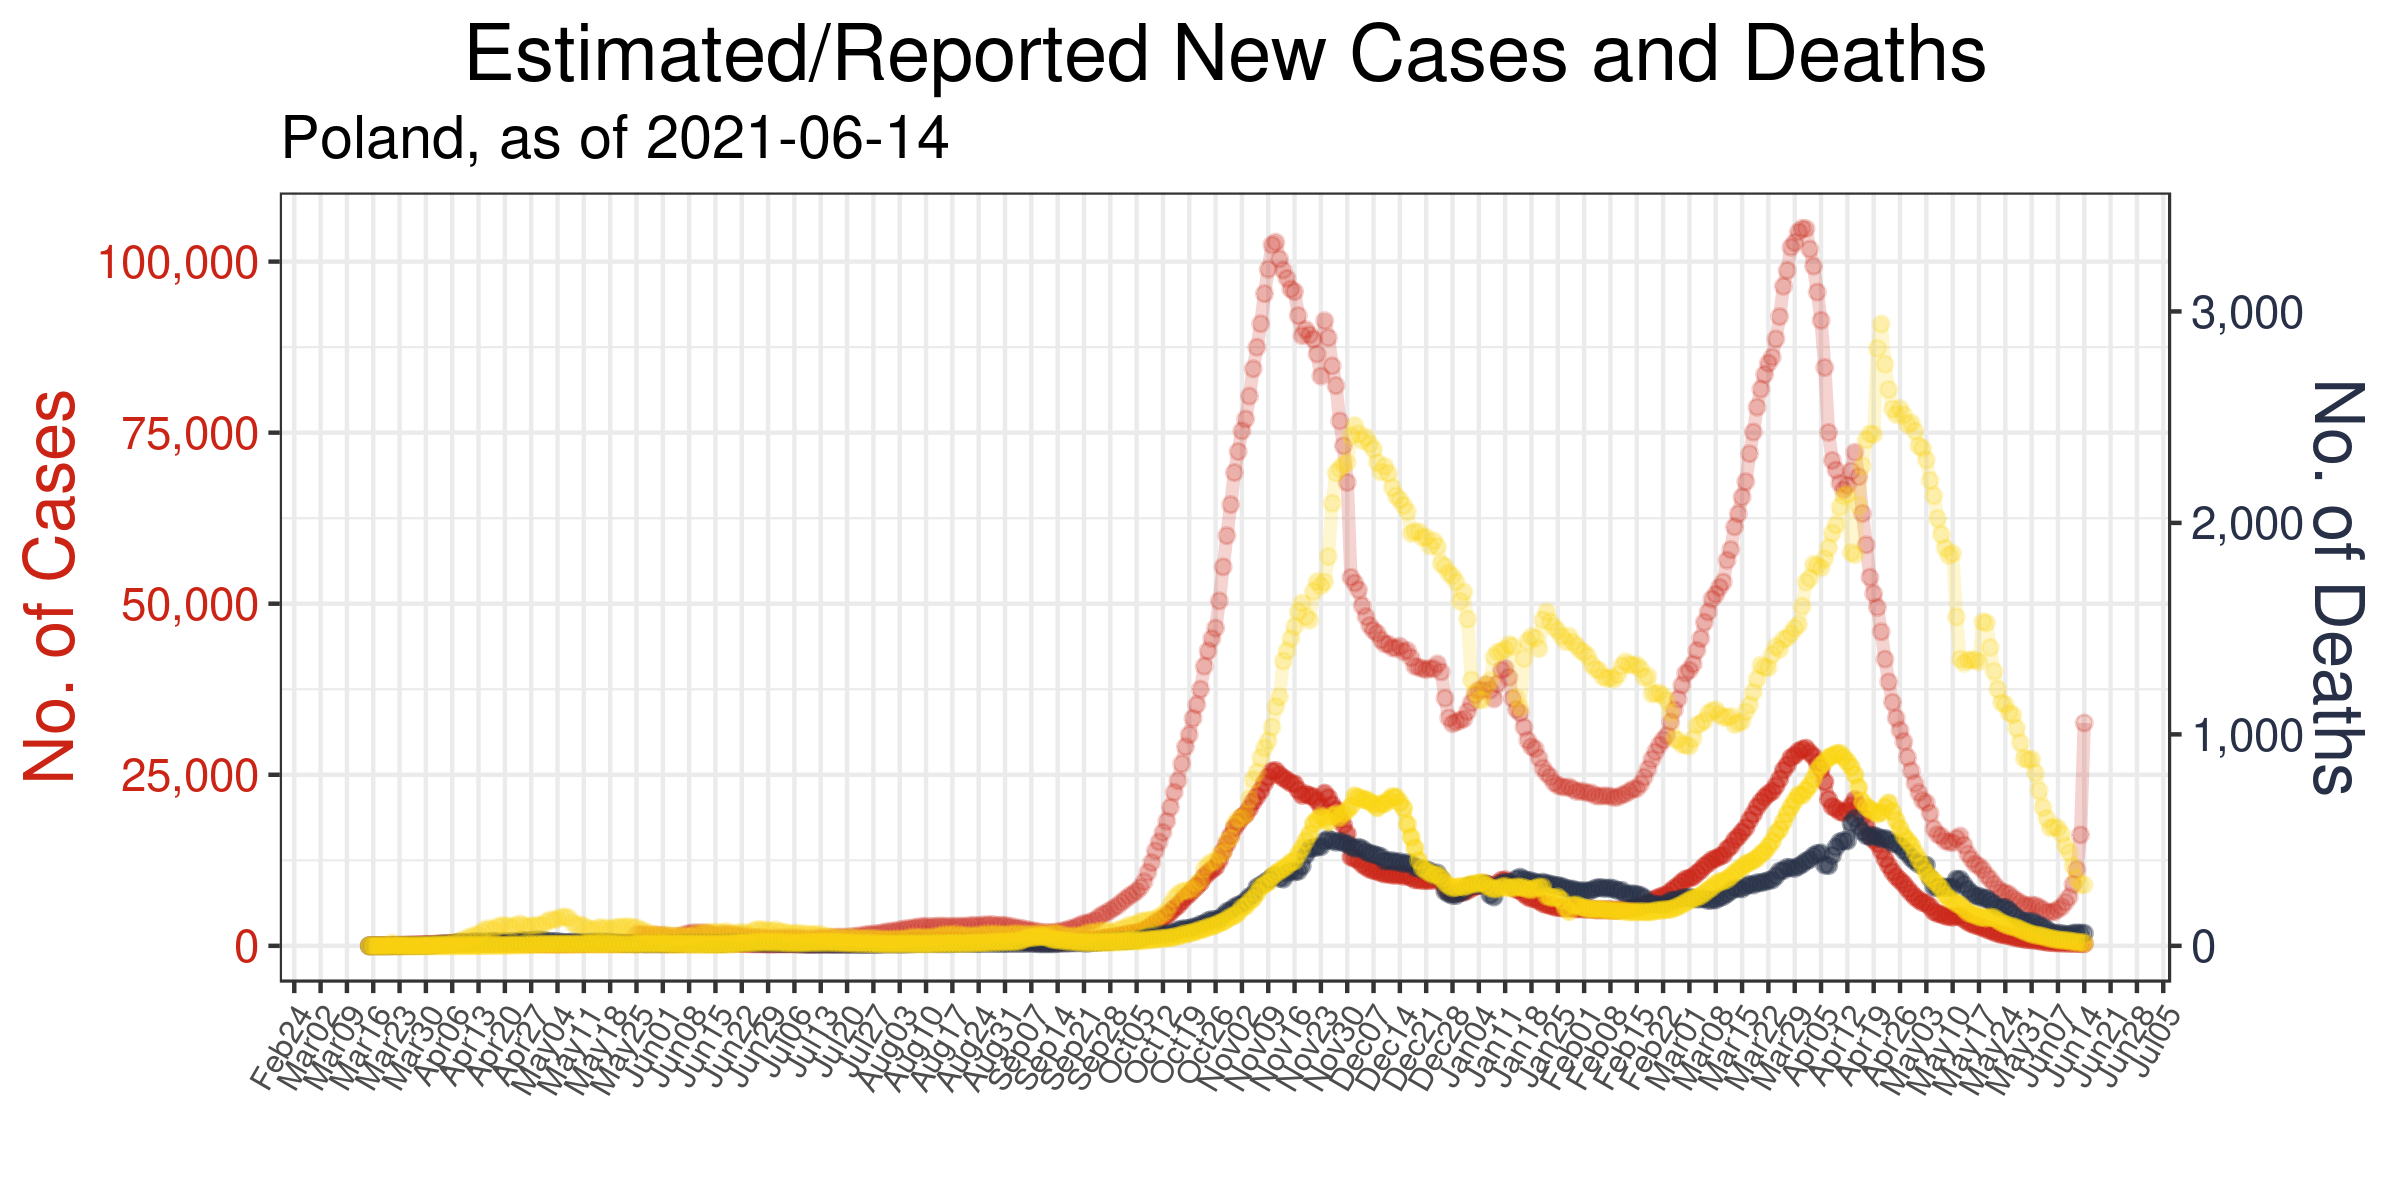 Estimated/Reported New Cases and Deaths
Poland, as of 2021-06-14
No. of Cases
100,000
75,000
50,000
25,000
0
3,000
2,000
1,000
0
No. of Deaths
Feb24
Mar02
Mar09
Mar16
Mar23
Mar30
Apr06
Apr13
Apr20
Apr27
May04
May11
May18
May25
Jun01
Jun08
Jun15
Jun22
Jun29
Jul06
Jul13
Jul20
Jul27
Aug03
Aug10
Aug17
Aug24
Aug31
Sep07
Sep14
Sep21
Sep28
Oct05
Oct12
Oct19
Oct26
Nov02
Nov09
Nov16
Nov23
Nov30
Dec07
Dec14
Dec21
Dec28
Jan04
Jan11
Jan18
Jan25
Feb01
Feb08
Feb15
Feb22
Mar01
Mar08
Mar15
Mar22
Mar29
Apr05
Apr12
Apr19
Apr26
May03
May10
May17
May24
May31
Jun07
Jun14
Jun21
Jun28
Jul05